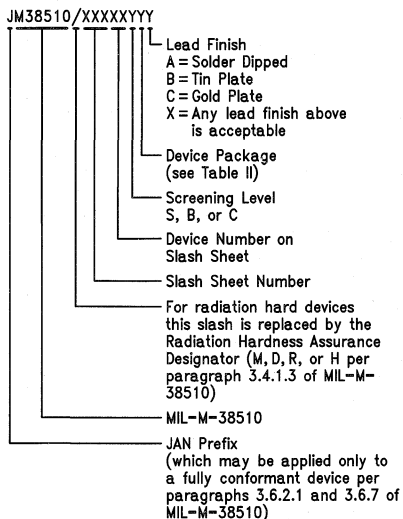 JM38510/XXXXXYYY
Lead Finish
A = Solder Dipped
B = Tin Plate
C = Gold Plate
X = Any lead finish above
is acceptable
Device Package
(see Table II)
Screening Level
S, B, or C
Device Number on
Slash Sheet
Slash Sheet Number
For radiation hard devices
this slash is replaced by the
Radiation Hardness Assurance
Designator (M, D, R, or H per
paragraph 3.4.1.3 of MIL-M-
38510)
MIL-M-38510
JAN Prefix
(which may be applied only to
a fully conformant device per
paragraphs 3.6.2.1 and 3.6.7 of
MIL-M-38510)